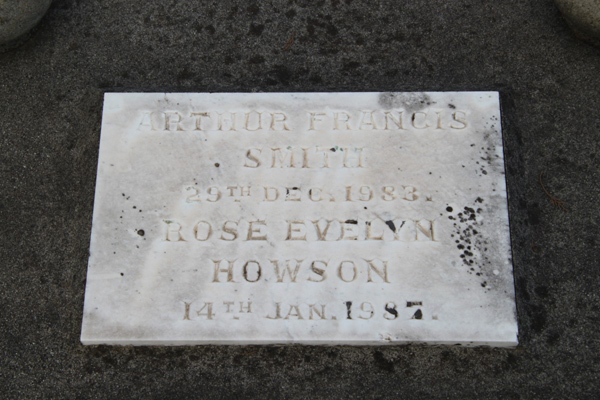 ARTHUR FRANCIS
SMITH
29TH DEC. 1983.
ROSE EVELYN
HOWSON
14TH JAN. 1987.